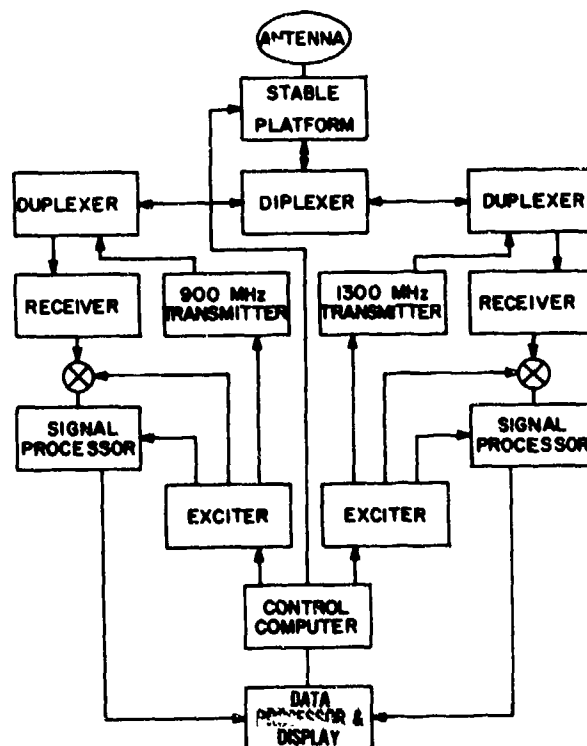 ANTENNA
STABLE
PLATFORM
DUPLEXER
DIPLEXER
DUPLEXER
RECEIVER
900 MHz
TRANSMITTER
1300 MHz
TRANSMITTER
RECEIVER
SIGNAL
PROCESSOR
SIGNAL
PROCESSOR
EXCITER
EXCITER
CONTROL
COMPUTER
DATA
PROCESSOR &
DISPLAY